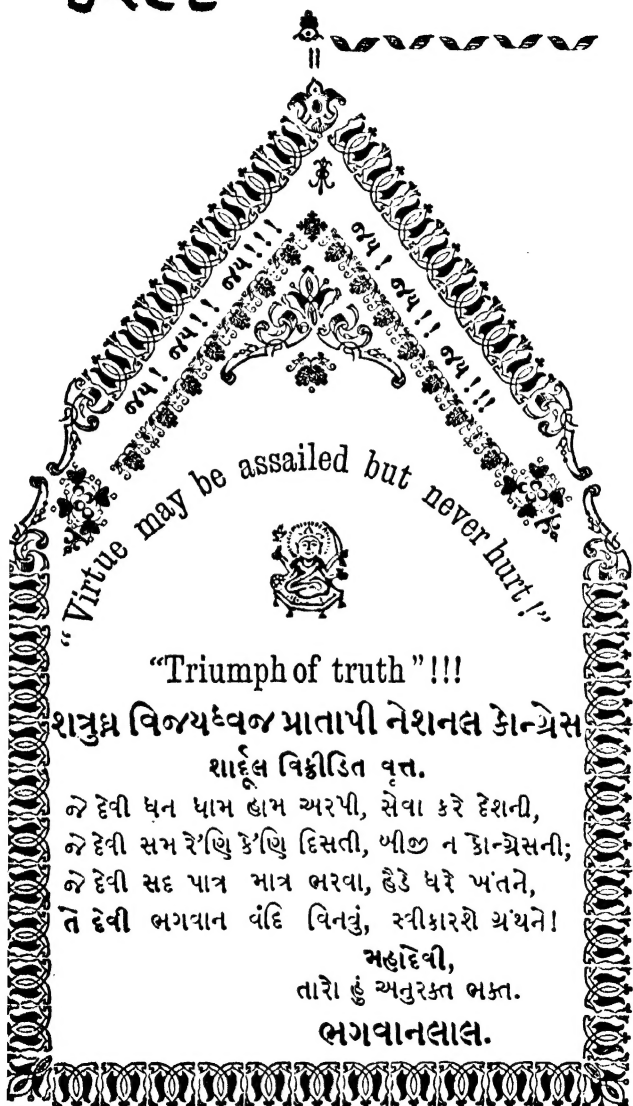 જય! જય!! જય!!!
જય! જય!! જય!!!
“Virtue may be assailed but never hurt!”
“Triumph of truth”!!!
શત્રુઘ્ન વિજયર્ધ્વજ પ્રાતાપી નેશનલ કોન્ગ્રેસ
શાર્દૂલ વિક્રીડિત વૃત્ત.
જે દેવી ધન ધામ હામ અરપી, સેવા કરે દેશની,
જે દેવી સમ રે’ણિ કે’ણિ દિસતી, બીજી ન કોન્ગ્રેસની;
જે દેવી સદ પાત્ર માત્ર ભરવા, હૈડે ધરે ખંતને,
તે દેવી ભગવાન વંદિ વિનવું, સ્વીકારશે ગ્રંથને!
મહાદેવી,
તારો હું અનુરક્ત ભક્ત.
ભગવાનલાલ.